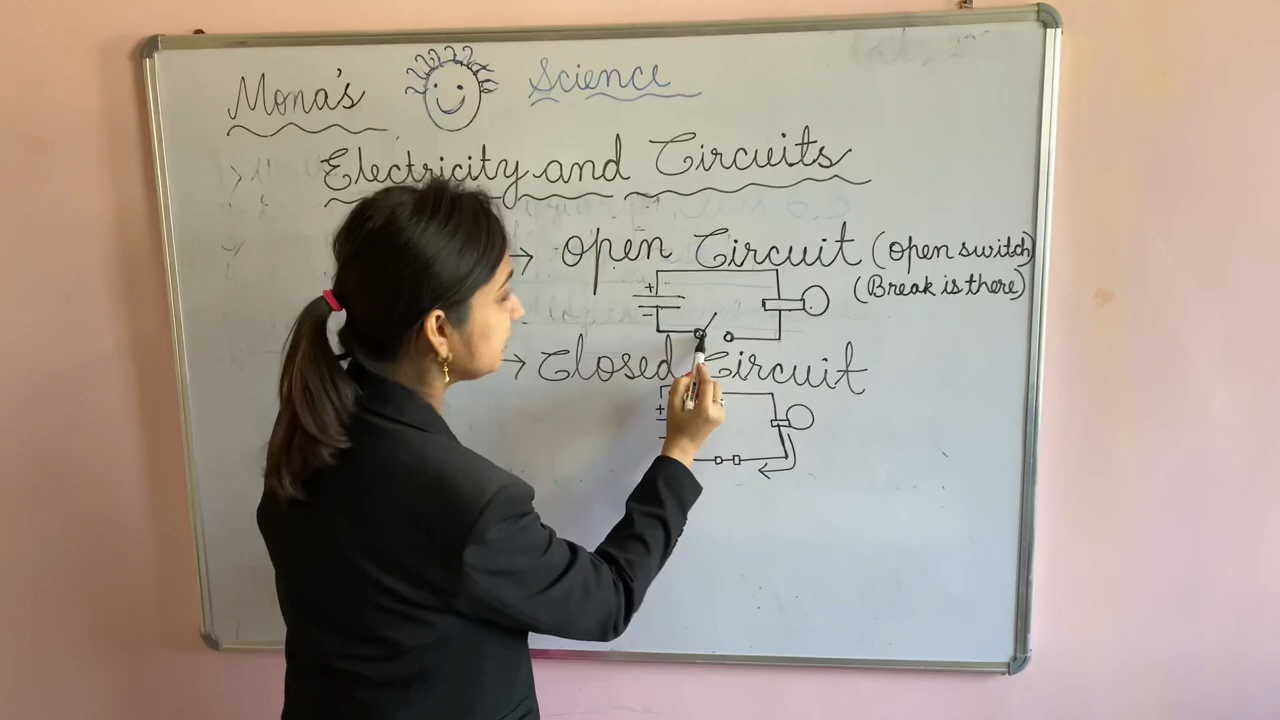 Mona's Science
Electricity and Circuits
→ open Circuit (open switch)
(Break is there)
+
-
→ Closed Circuit
+
-